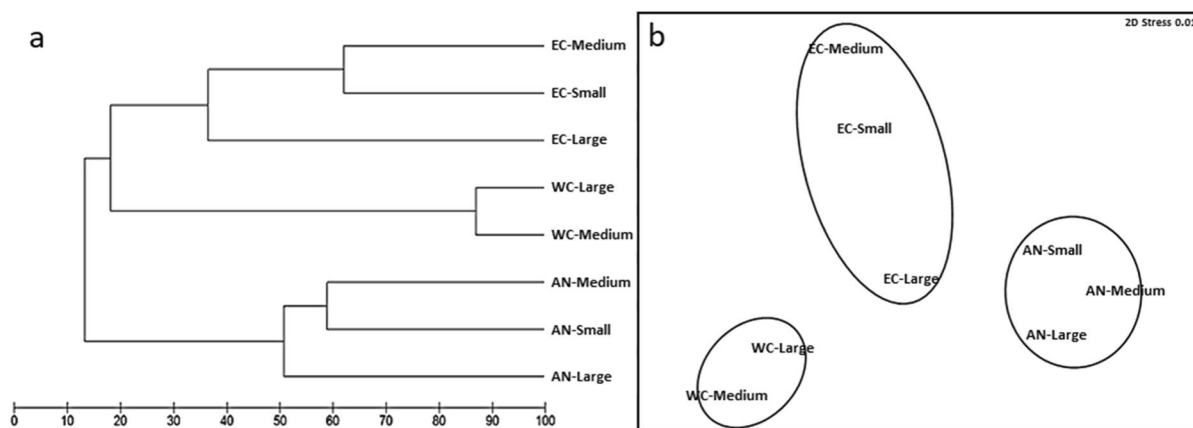 a
EC-Medium
EC-Small
EC-Large
WC-Large
WC-Medium
AN-Medium
AN-Small
AN-Large
0 10 20 30 40 50 60 70 80 90 100
b
2D Stress 0.01
EC-Medium
EC-Small
EC-Large
AN-Small
AN-Medium
AN-Large
WC-Large
WC-Medium